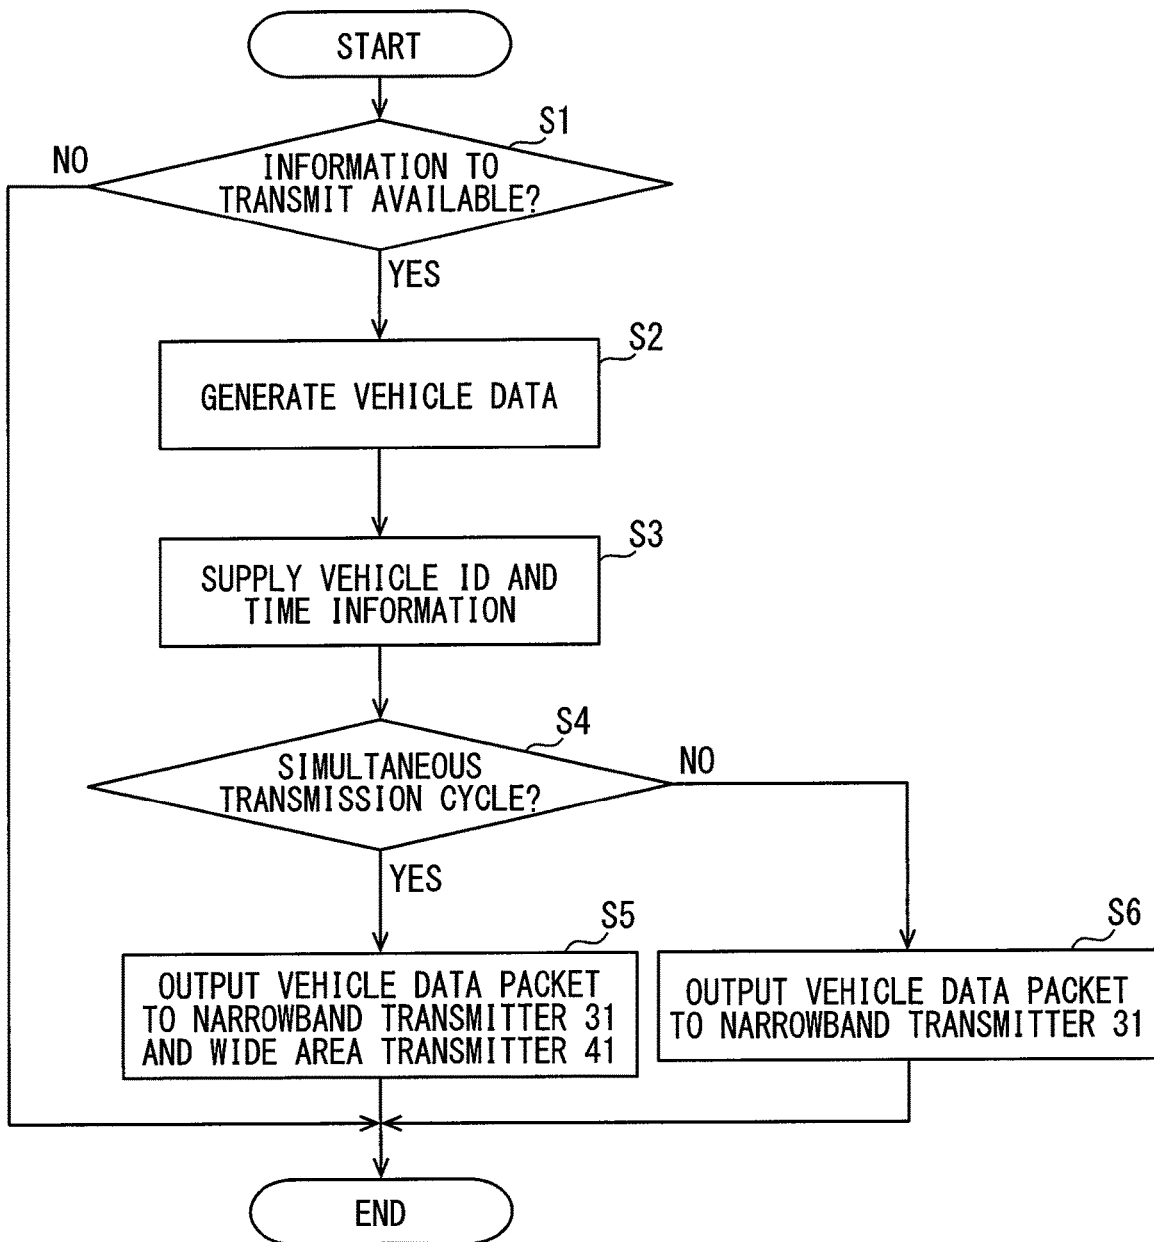 START
S1
NO
INFORMATION TO
TRANSMIT AVAILABLE?
YES
S2
GENERATE VEHICLE DATA
S3
SUPPLY VEHICLE ID AND
TIME INFORMATION
S4
SIMULTANEOUS
TRANSMISSION CYCLE?
NO
YES
S5
OUTPUT VEHICLE DATA PACKET
TO NARROWBAND TRANSMITTER 31
AND WIDE AREA TRANSMITTER 41
S6
OUTPUT VEHICLE DATA PACKET
TO NARROWBAND TRANSMITTER 31
END